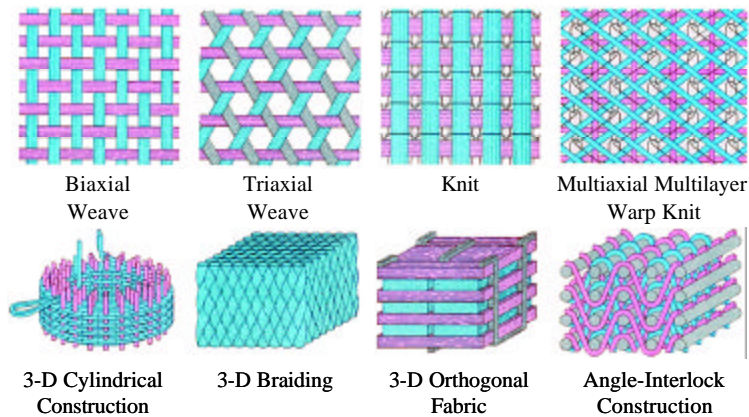 Biaxial
Weave
Triaxial
Weave
Knit
Multiaxial Multilayer
Warp Knit
3-D Cylindrical
Construction
3-D Braiding
3-D Orthogonal
Fabric
Angle-Interlock
Construction